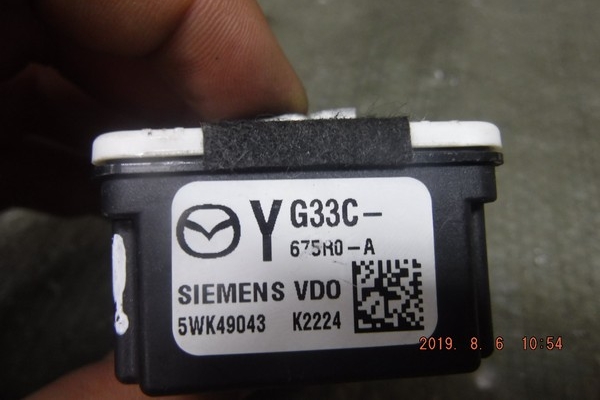 Y G33C-
675R0-A
SIEMENS VDO
5WK49043 K2224
2019. 8. 6 10:54